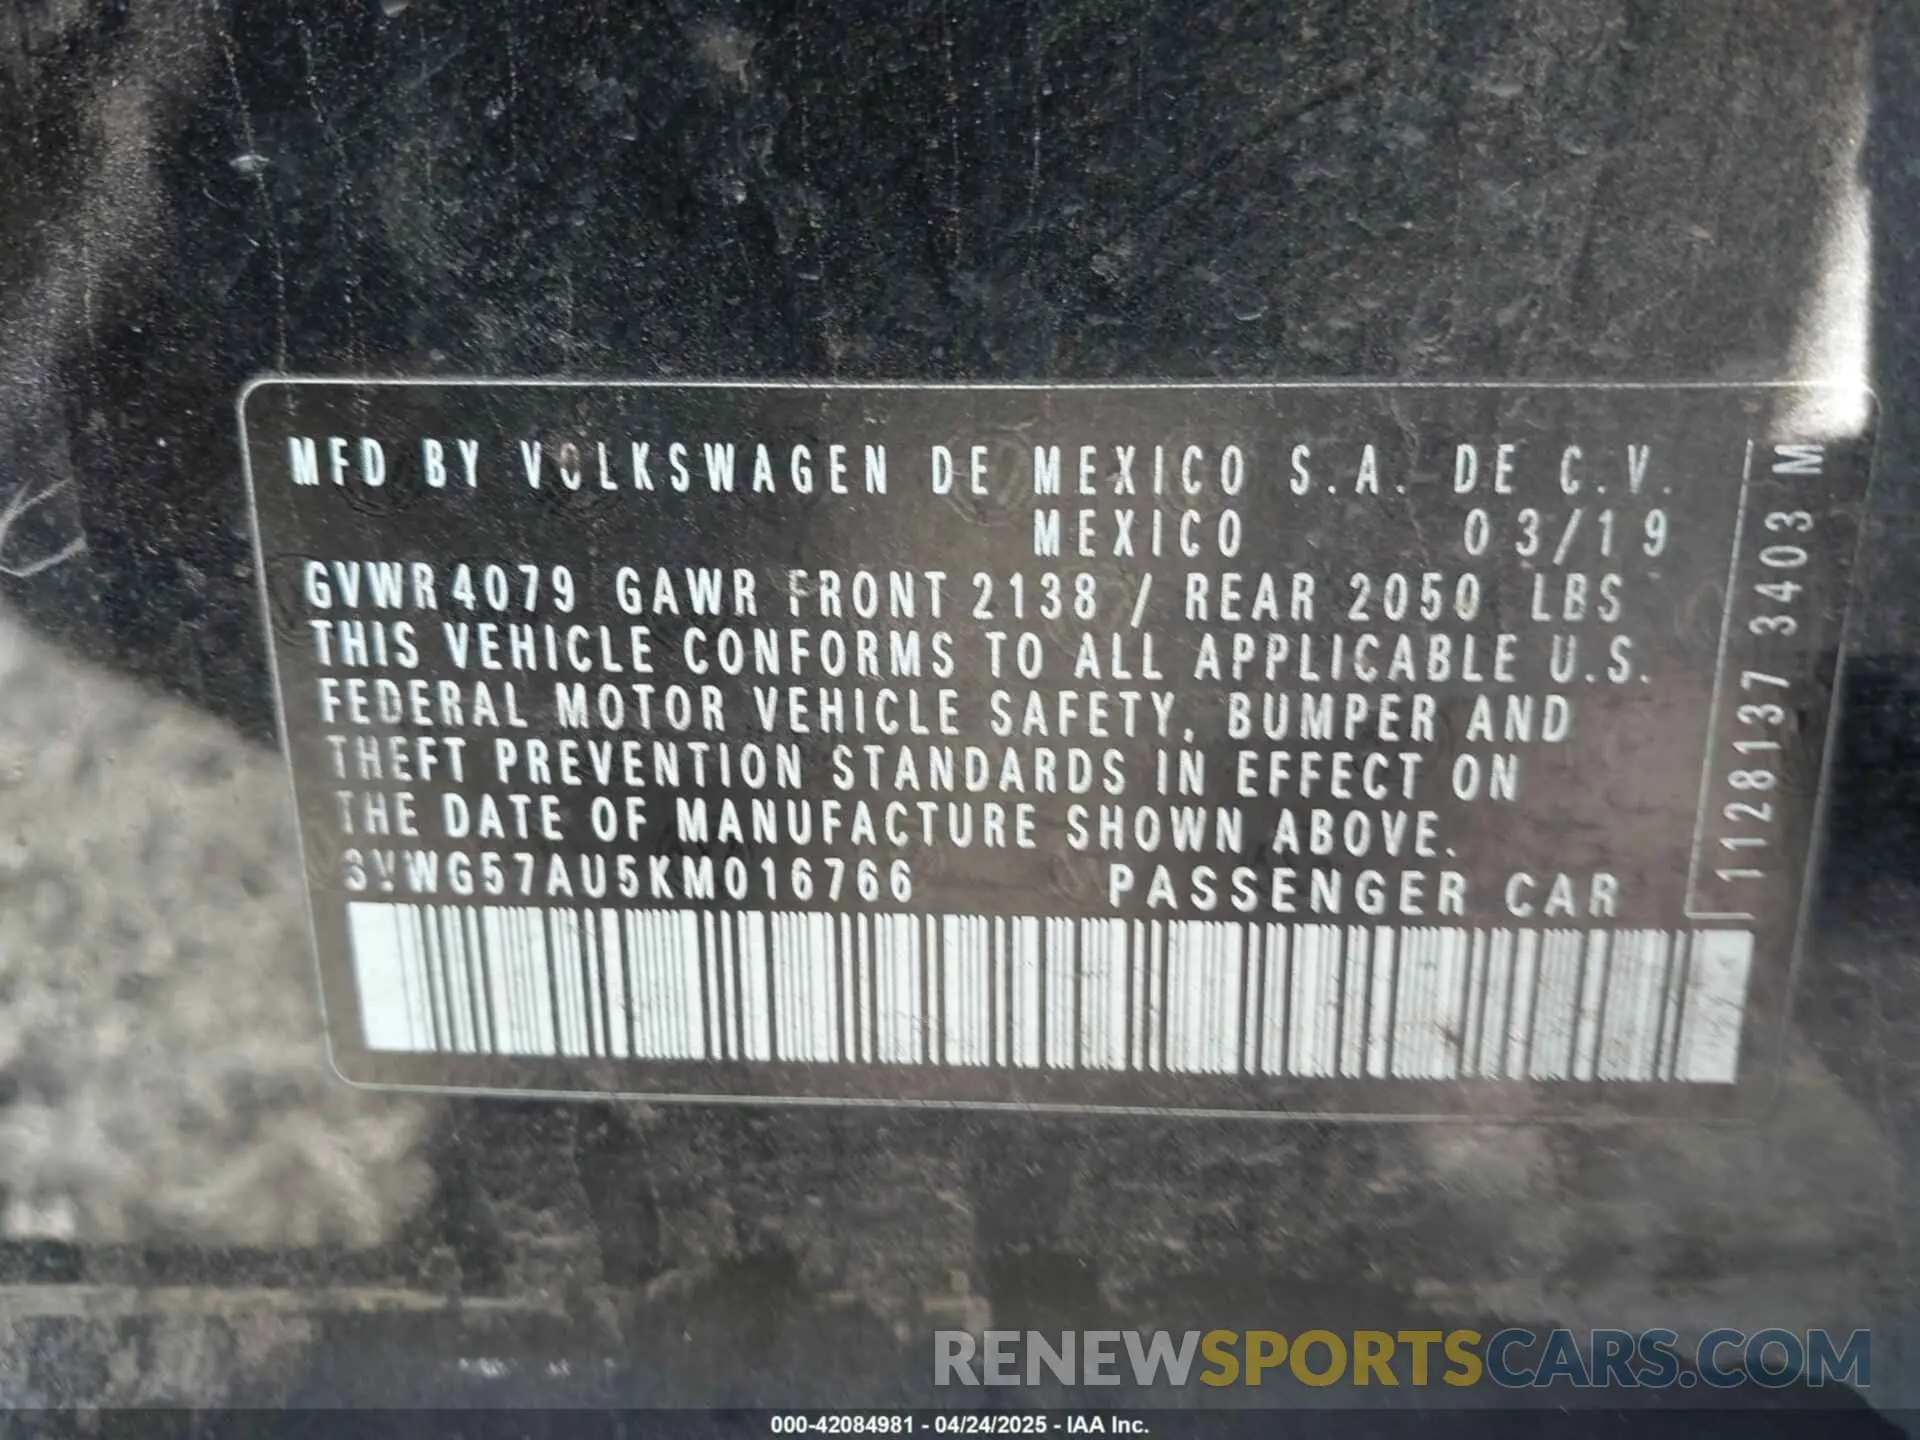 MFD BY VOLKSWAGEN DE MEXICO S.A. DE C.V.
MEXICO 03/19
GVWR 4079 GAWR FRONT 2138 / REAR 2050 LBS
THIS VEHICLE CONFORMS TO ALL APPLICABLE U.S.
FEDERAL MOTOR VEHICLE SAFETY, BUMPER AND
THEFT PREVENTION STANDARDS IN EFFECT ON
THE DATE OF MANUFACTURE SHOWN ABOVE.
3VWG57AU5KM016766 PASSENGER CAR
1128137 3403 M
RENEWSPORTSCARS.COM
000-42084981 - 04/24/2025 - IAA Inc.